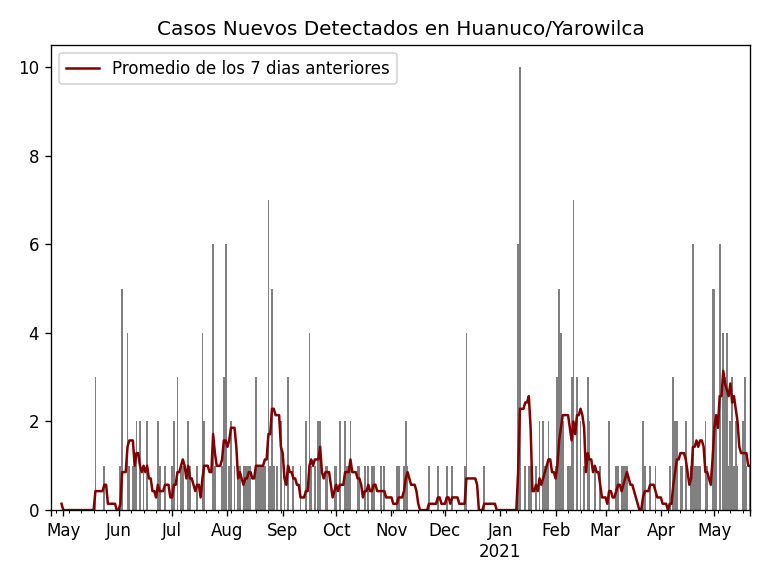 Casos Nuevos Detectados en Huanuco/Yarowilca
Promedio de los 7 dias anteriores
10
8
6
4
2
0
May Jun Jul Aug Sep Oct Nov Dec Jan Feb Mar Apr May
2021